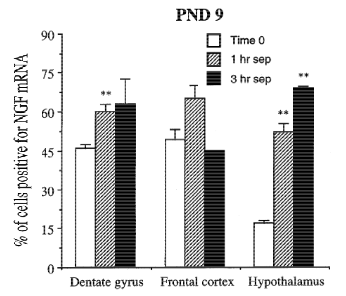 PND 9
% of cells positive for NGF mRNA
90
75
60
45
30
15
0
Time 0
1 hr sep
3 hr sep
**
**
**
Dentate gyrus
Frontal cortex
Hypothalamus